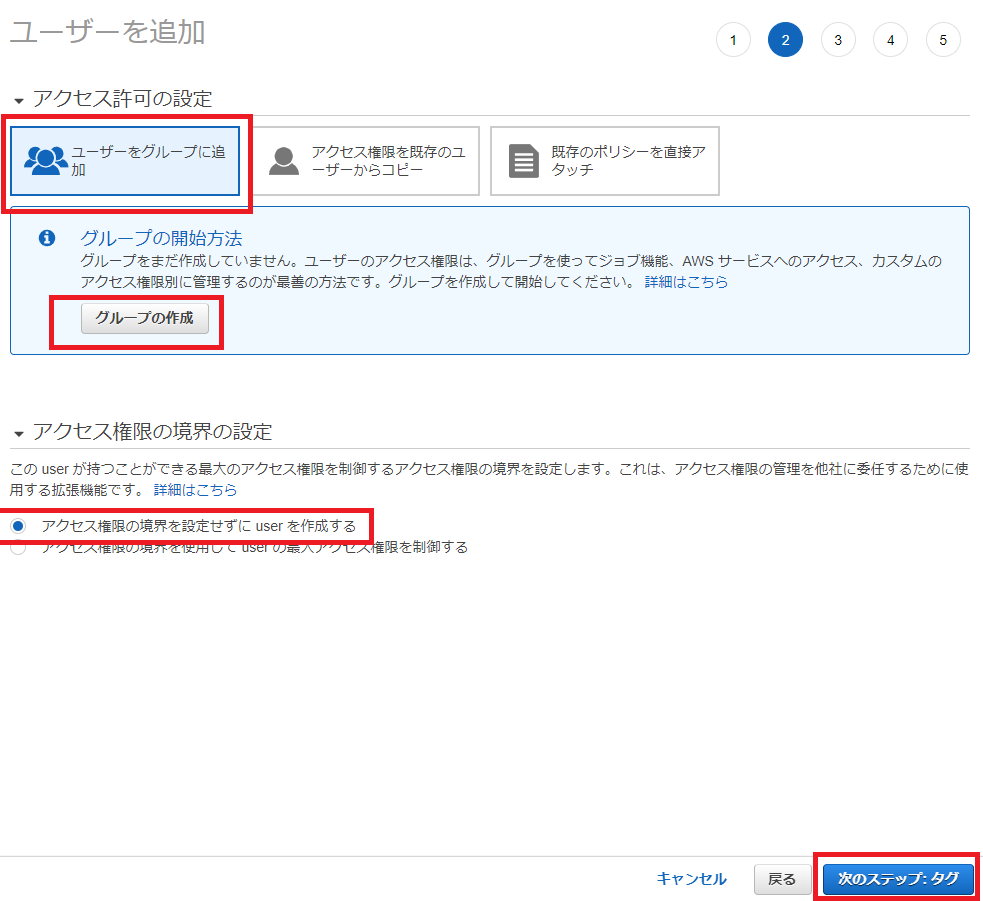 ユーザーを追加
1 2 3 4 5
アクセス許可の設定
ユーザーをグループに追
加
アクセス権限を既存のユ
ーザーからコピー
既存のポリシーを直接ア
タッチ
グループの開始方法
グループをまだ作成していません。ユーザーのアクセス権限は、グループを使ってジョブ機能、AWS サービスへのアクセス、カスタムの
アクセス権限別に管理するのが最善の方法です。グループを作成して開始してください。 詳細はこちら
グループの作成
アクセス権限の境界の設定
この user が持つことができる最大のアクセス権限を制御するアクセス権限の境界を設定します。これは、アクセス権限の管理を他社に委任するために使
用する拡張機能です。 詳細はこちら
アクセス権限の境界を設定せずに user を作成する
アクセス権限の境界を使用して user の最大アクセス権限を制御する
キャンセル
戻る
次のステップ: タグ